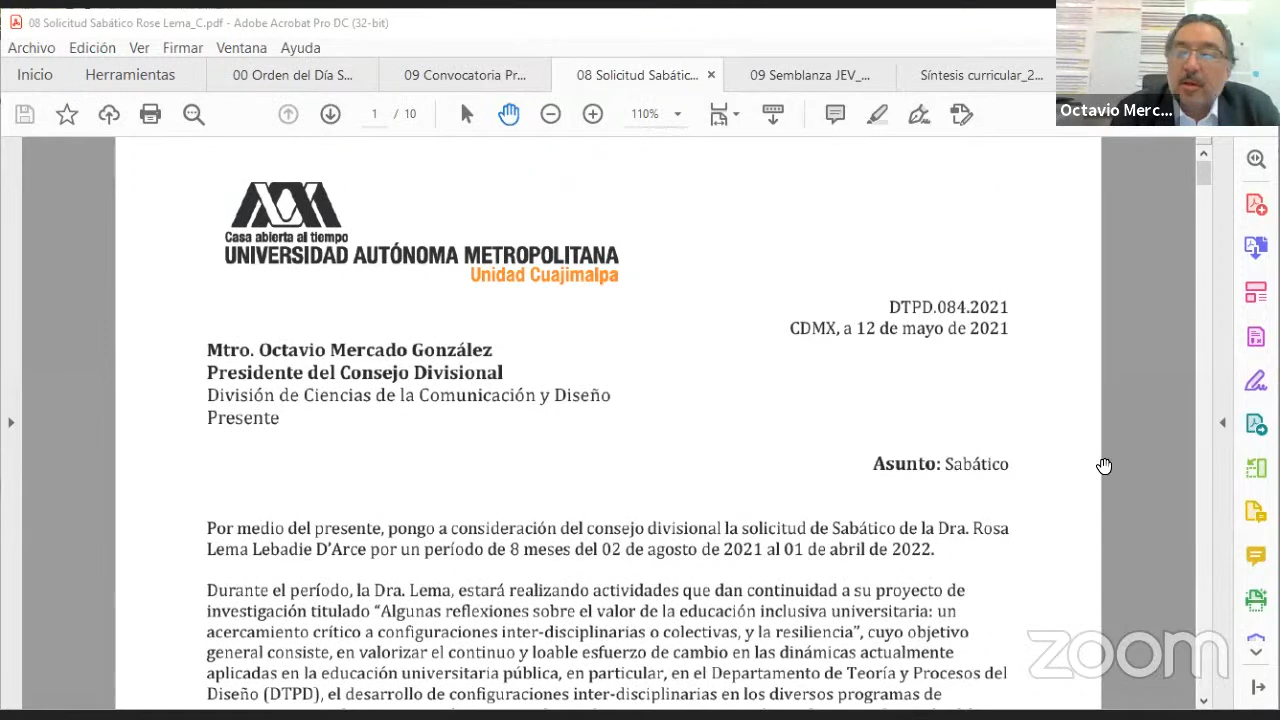 08 Solicitud Sabático Rose Lema_C.pdf - Adobe Acrobat Pro DC (32-bit)
Archivo Edición Ver Firmar Ventana Ayuda
Inicio Herramientas 00 Orden del Día S... 09 Convocatoria Pr... 08 Solicitud Sabátic... × 09 Semblanza JEV_... Síntesis curricular_2...
/ 10 110%
Octavio Merc...
Casa abierta al tiempo
UNIVERSIDAD AUTÓNOMA METROPOLITANA
Unidad Cuajimalpa
DTPD.084.2021
CDMX, a 12 de mayo de 2021
Mtro. Octavio Mercado González
Presidente del Consejo Divisional
División de Ciencias de la Comunicación y Diseño
Presente
Asunto: Sabático
Por medio del presente, pongo a consideración del consejo divisional la solicitud de Sabático de la Dra. Rosa
Lema Lebadie D'Arce por un período de 8 meses del 02 de agosto de 2021 al 01 de abril de 2022.
Durante el período, la Dra. Lema, estará realizando actividades que dan continuidad a su proyecto de
investigación titulado “Algunas reflexiones sobre el valor de la educación inclusiva universitaria: un
acercamiento crítico a configuraciones inter-disciplinarias o colectivas, y la resiliencia”, cuyo objetivo
general consiste, en valorizar el continuo y loable esfuerzo de cambio en las dinámicas actualmente
aplicadas en la educación universitaria pública, en particular, en el Departamento de Teoría y Procesos del
Diseño (DTPD), el desarrollo de configuraciones inter-disciplinarias en los diversos programas de
zoom